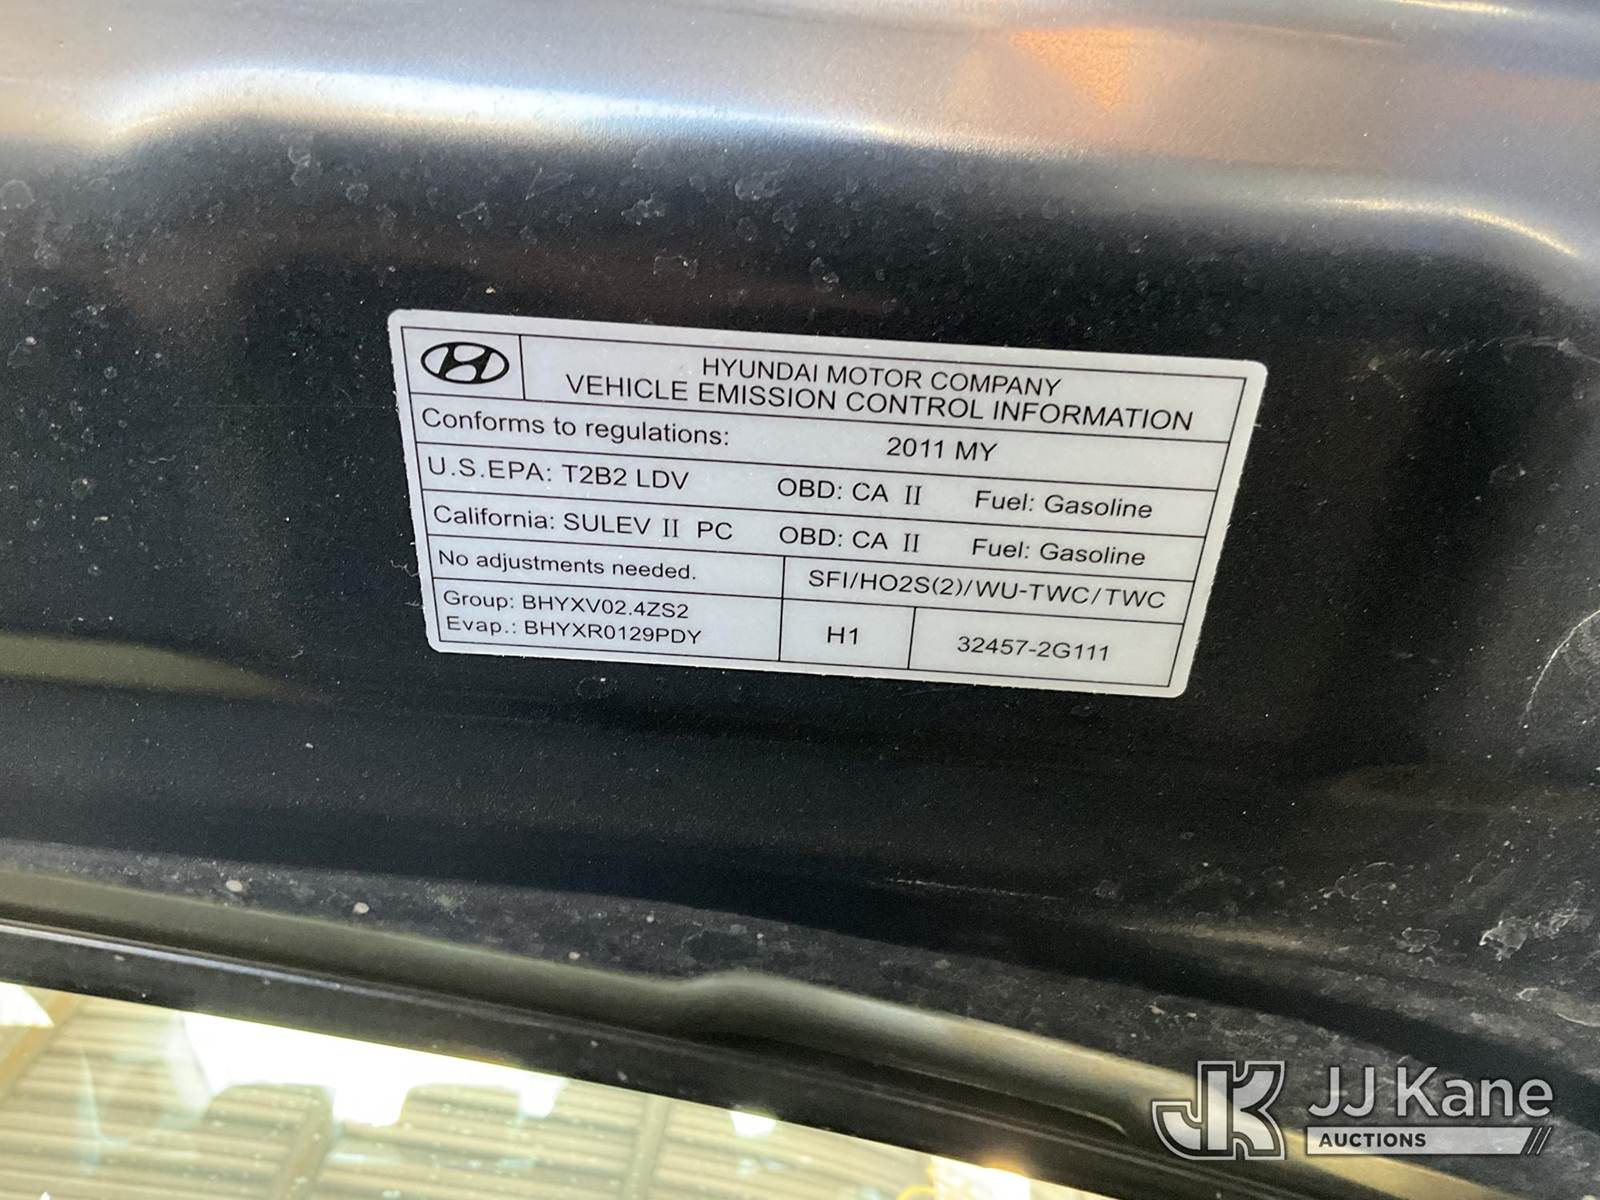 HYUNDAI MOTOR COMPANY
VEHICLE EMISSION CONTROL INFORMATION
Conforms to regulations: 2011 MY
U.S.EPA: T2B2 LDV OBD: CA II Fuel: Gasoline
California: SULEV II PC OBD: CA II Fuel: Gasoline
No adjustments needed. SFI/HO2S(2)/WU-TWC/TWC
Group: BHYXV02.4ZS2
Evap.: BHYXR0129PDY
H1 32457-2G111
JK JJ Kane
AUCTIONS